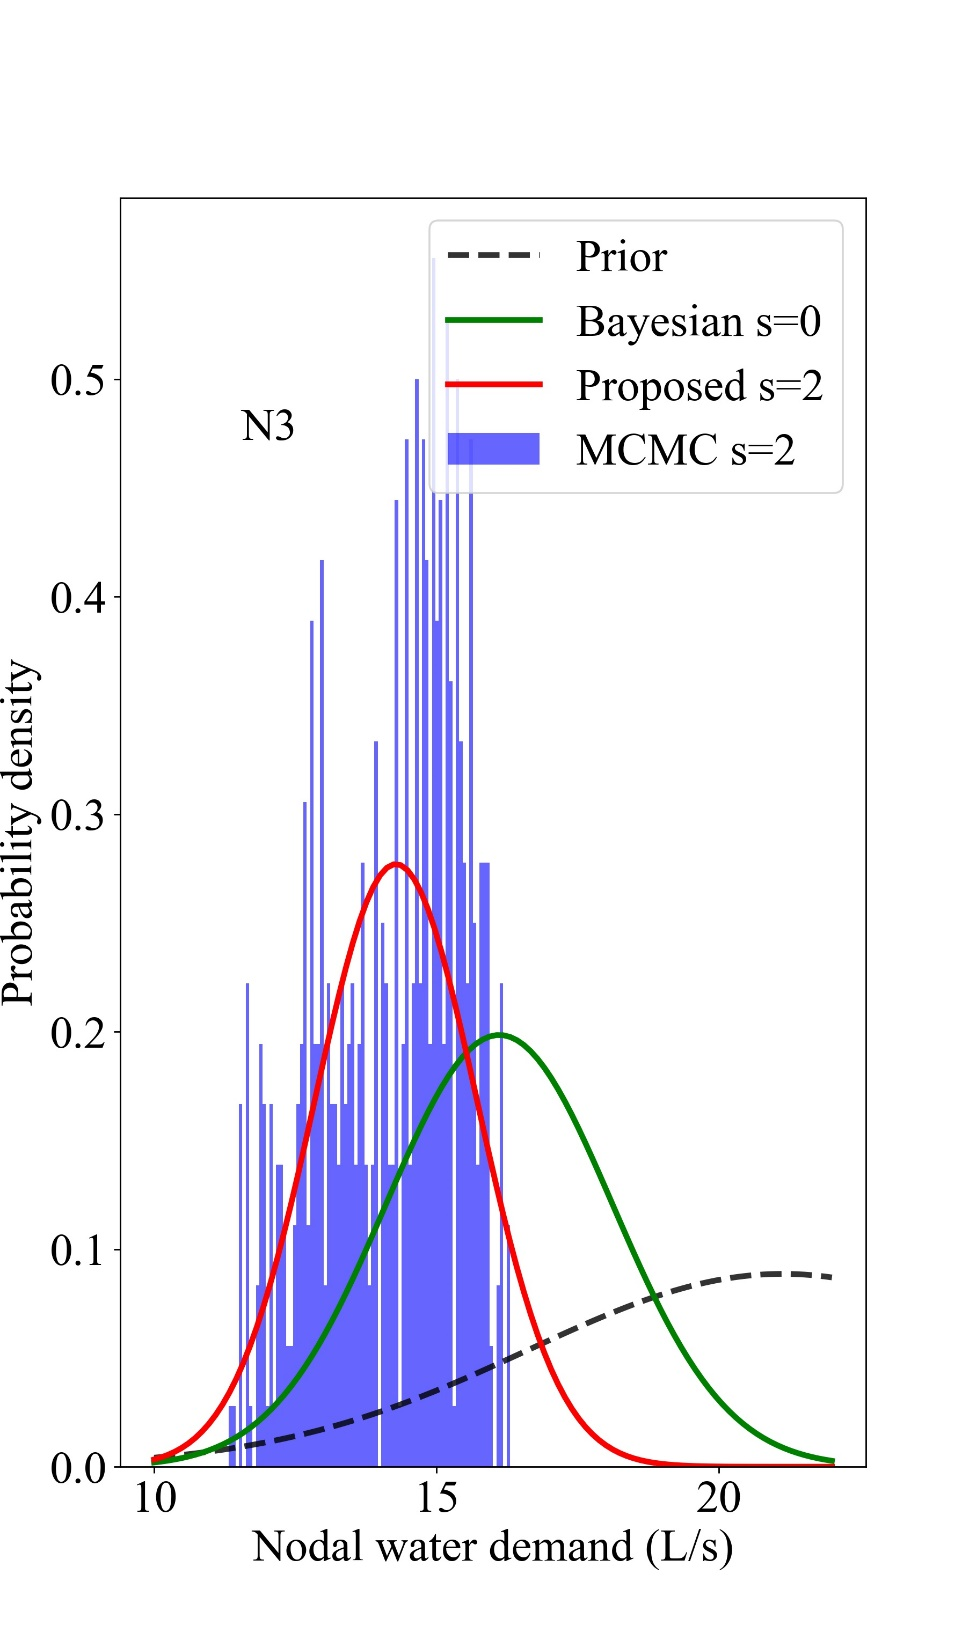 Prior
Bayesian s=0
Proposed s=2
MCMC s=2
N3
0.5
0.4
0.3
0.2
0.1
0.0
Probability density
10 15 20
Nodal water demand (L/s)